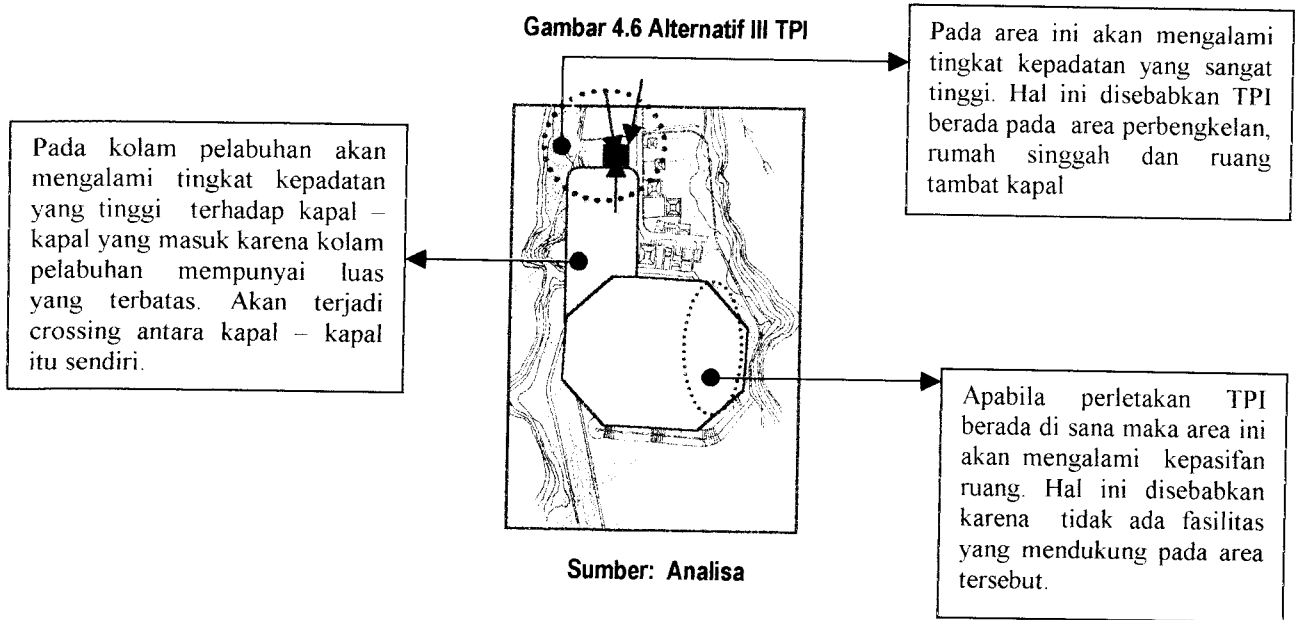 Gambar 4.6 Alternatif III TPI
Pada area ini akan mengalami
tingkat kepadatan yang sangat
tinggi. Hal ini disebabkan TPI
berada pada area perbengkelan,
rumah singgah dan ruang
tambat kapal
Pada kolam pelabuhan akan
mengalami tingkat kepadatan
yang tinggi terhadap kapal –
kapal yang masuk karena kolam
pelabuhan mempunyai luas
yang terbatas. Akan terjadi
crossing antara kapal – kapal
itu sendiri.
Apabila perletakan TPI
berada di sana maka area ini
akan mengalami kepasifan
ruang. Hal ini disebabkan
karena tidak ada fasilitas
yang mendukung pada area
tersebut.
Sumber: Analisa